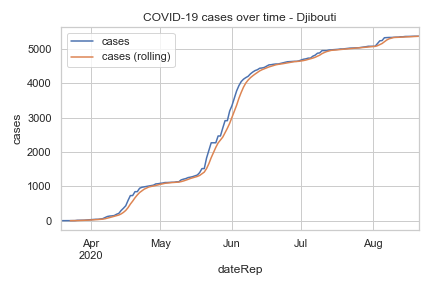 COVID-19 cases over time - Djibouti
cases
cases (rolling)
5000
4000
3000
2000
1000
0
cases
Apr
2020
May
Jun
Jul
Aug
dateRep